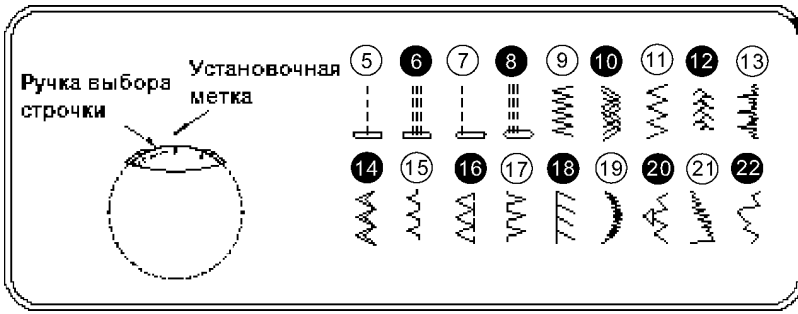 Ручка выбора
строчки
Установочная
метка
5 6 7 8 9 10 11 12 13
14 15 16 17 18 19 20 21 22